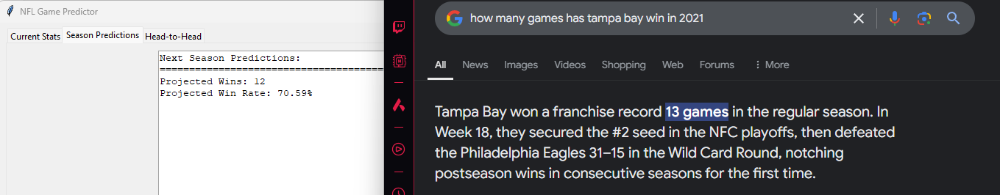 NFL Game Predictor
Current Stats Season Predictions Head-to-Head
Next Season Predictions:
======================================
Projected Wins: 12
Projected Win Rate: 70.59%
how many games has tampa bay win in 2021
All News Images Videos Shopping Web Forums More
Tampa Bay won a franchise record 13 games in the regular season. In
Week 18, they secured the #2 seed in the NFC playoffs, then defeated
the Philadelphia Eagles 31–15 in the Wild Card Round, notching
postseason wins in consecutive seasons for the first time.